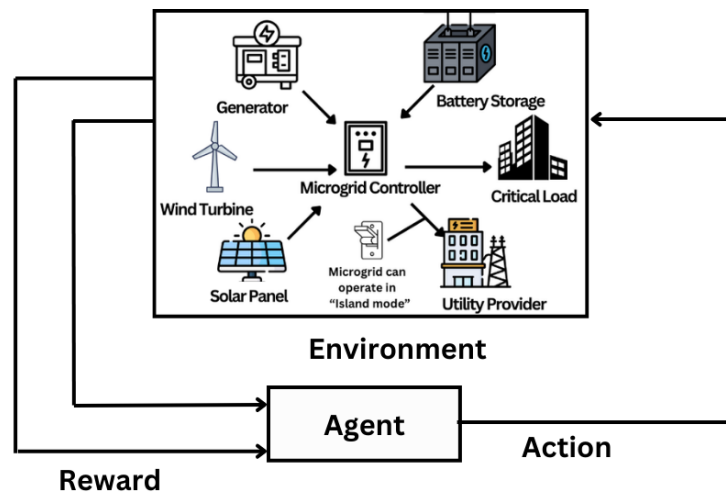 Generator
Battery Storage
Wind Turbine
Microgrid Controller
Critical Load
Solar Panel
Microgrid can
operate in
“Island mode”
Utility Provider
Environment
Agent
Action
Reward